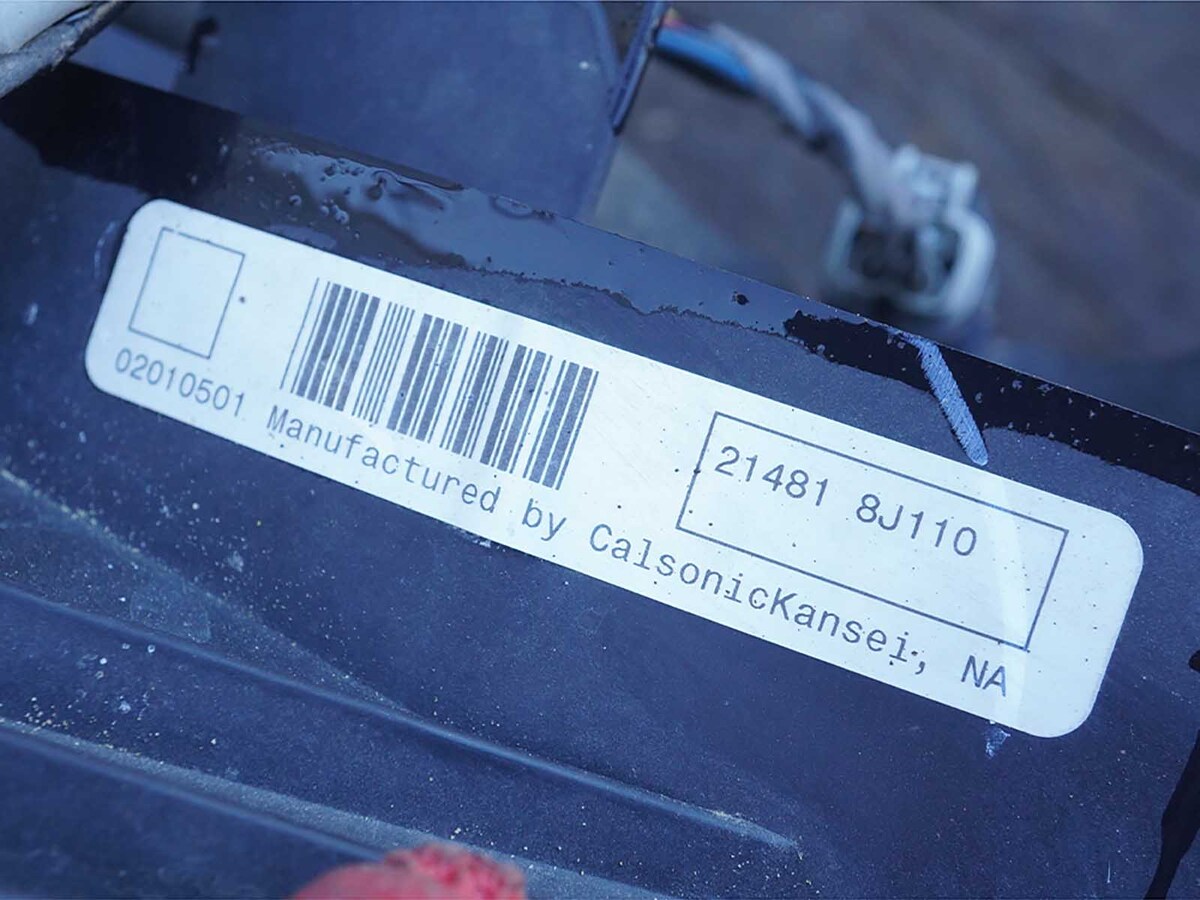 21481 8J110
02010501 Manufactured by CalsonicKansei, NA